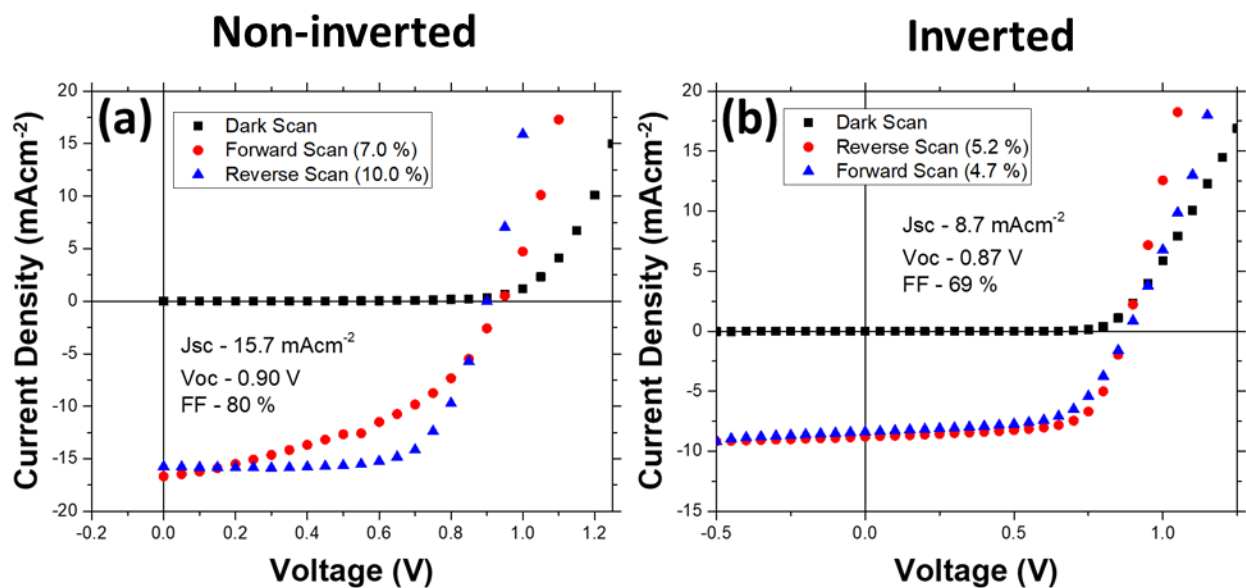 Non-inverted
Inverted
(a)
Dark Scan
Forward Scan (7.0 %)
Reverse Scan (10.0 %)
Jsc - 15.7 mAcm⁻²
Voc - 0.90 V
FF - 80 %
Current Density (mAcm⁻²)
20
15
10
5
0
-5
-10
-15
-20
-0.2
0.0
0.2
0.4
0.6
0.8
1.0
1.2
Voltage (V)
(b)
Dark Scan
Reverse Scan (5.2 %)
Forward Scan (4.7 %)
Jsc - 8.7 mAcm⁻²
Voc - 0.87 V
FF - 69 %
Current Density (mAcm⁻²)
20
15
10
5
0
-5
-10
-15
-0.5
0.0
0.5
1.0
Voltage (V)